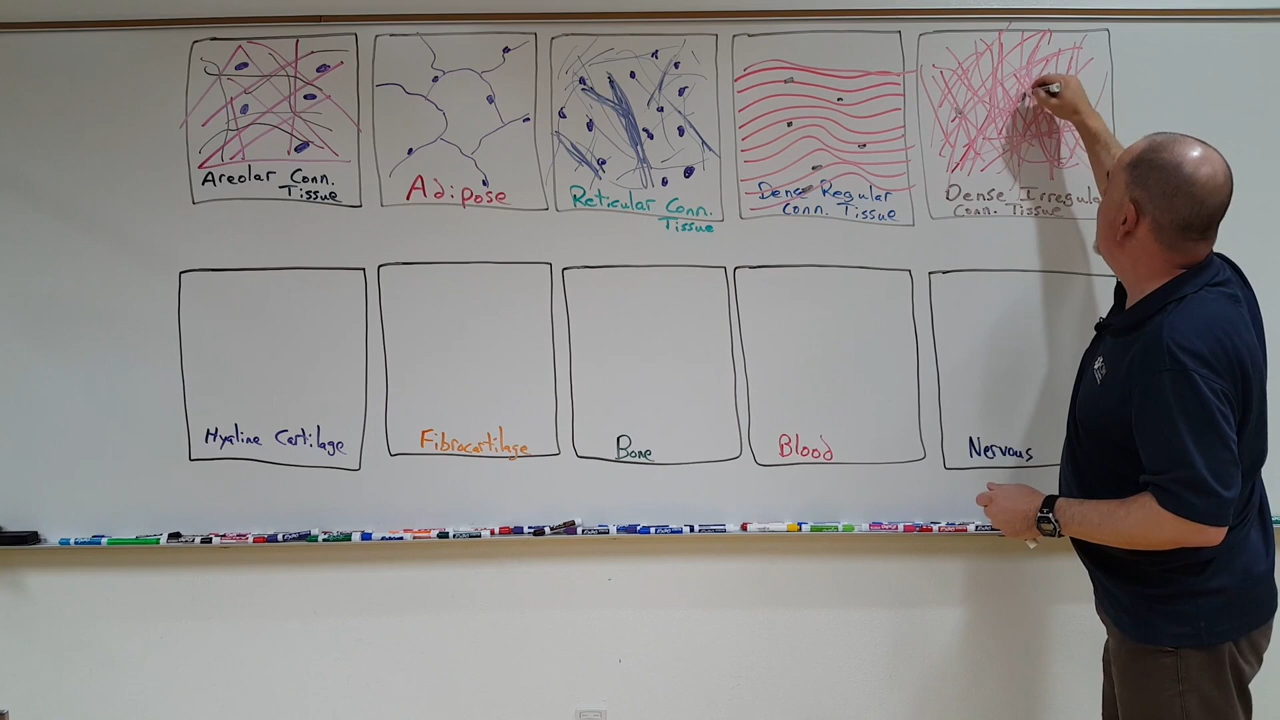 Areolar Conn.
Tissue
Adipose
Reticular Conn.
Tissue
Dense Regular
Conn. Tissue
Dense Irregula
Conn. Tissue
Hyaline Cartilage
Fibrocartilage
Bone
Blood
Nervous